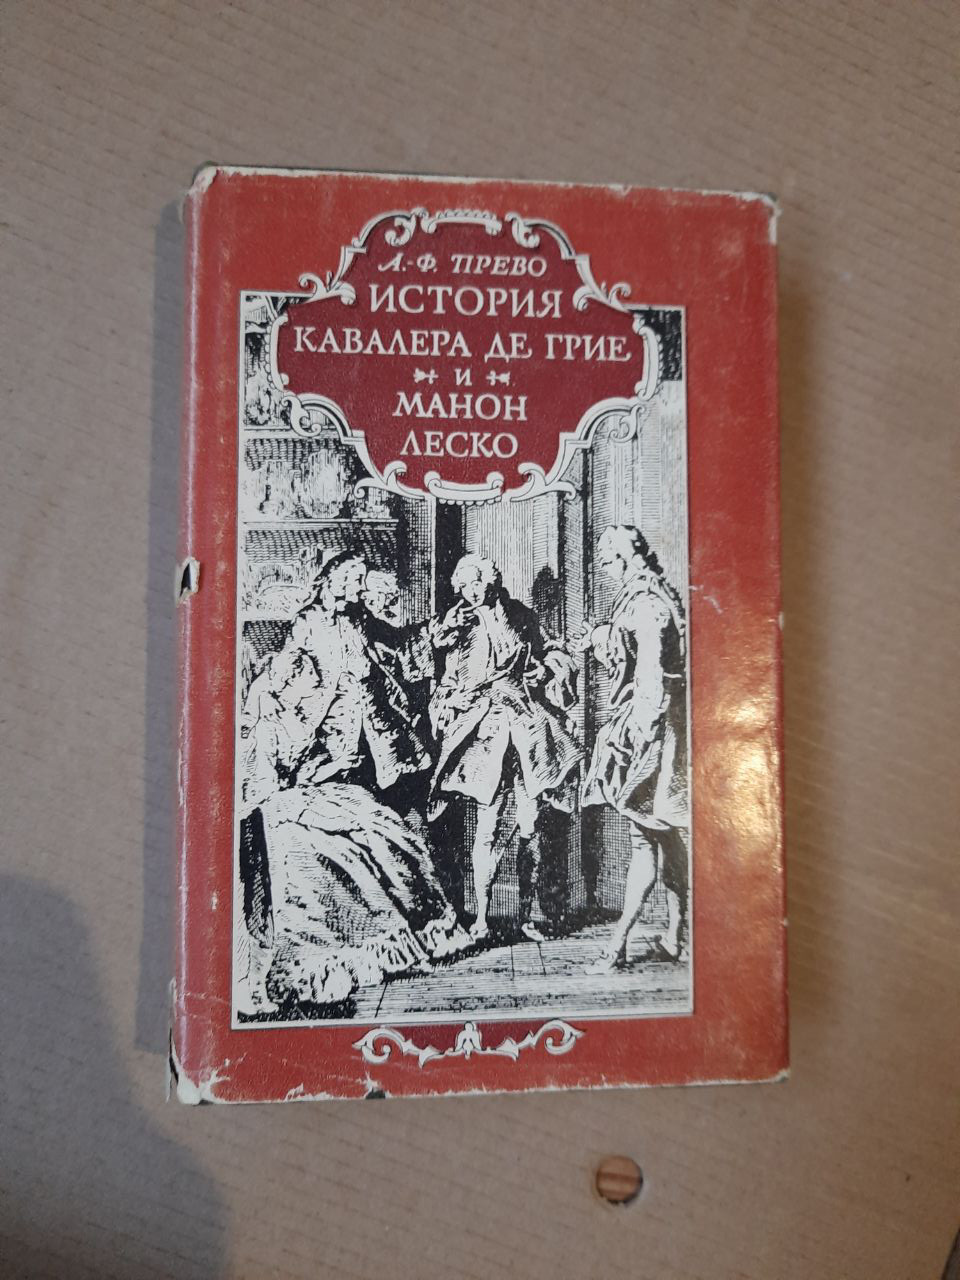 А.-Ф. ПРЕВО
ИСТОРИЯ
КАВАЛЕРА ДЕ ГРИЕ
И
МАНОН
ЛЕСКО